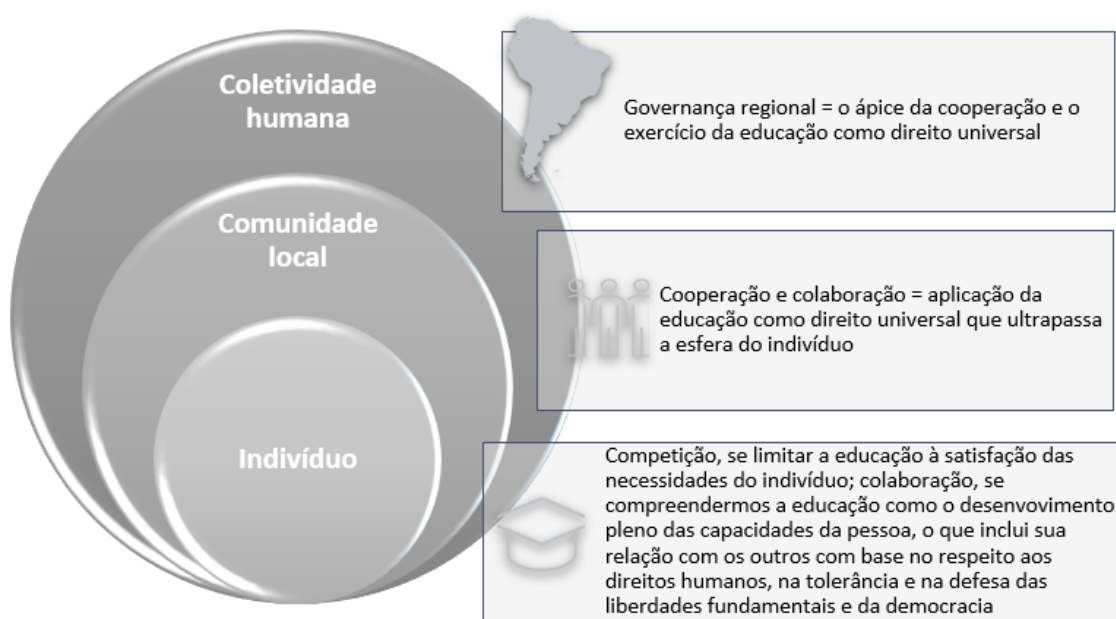 Coletividade
humana
Governança regional = o ápice da cooperação e o
exercício da educação como direito universal
Comunidade
local
Cooperação e colaboração = aplicação da
educação como direito universal que ultrapassa
a esfera do indivíduo
Indivíduo
Competição, se limitar a educação à satisfação das
necessidades do indivíduo; colaboração, se
compreendermos a educação como o desenvovimento
pleno das capacidades da pessoa, o que inclui sua
relação com os outros com base no respeito aos
direitos humanos, na tolerância e na defesa das
liberdades fundamentais e da democracia